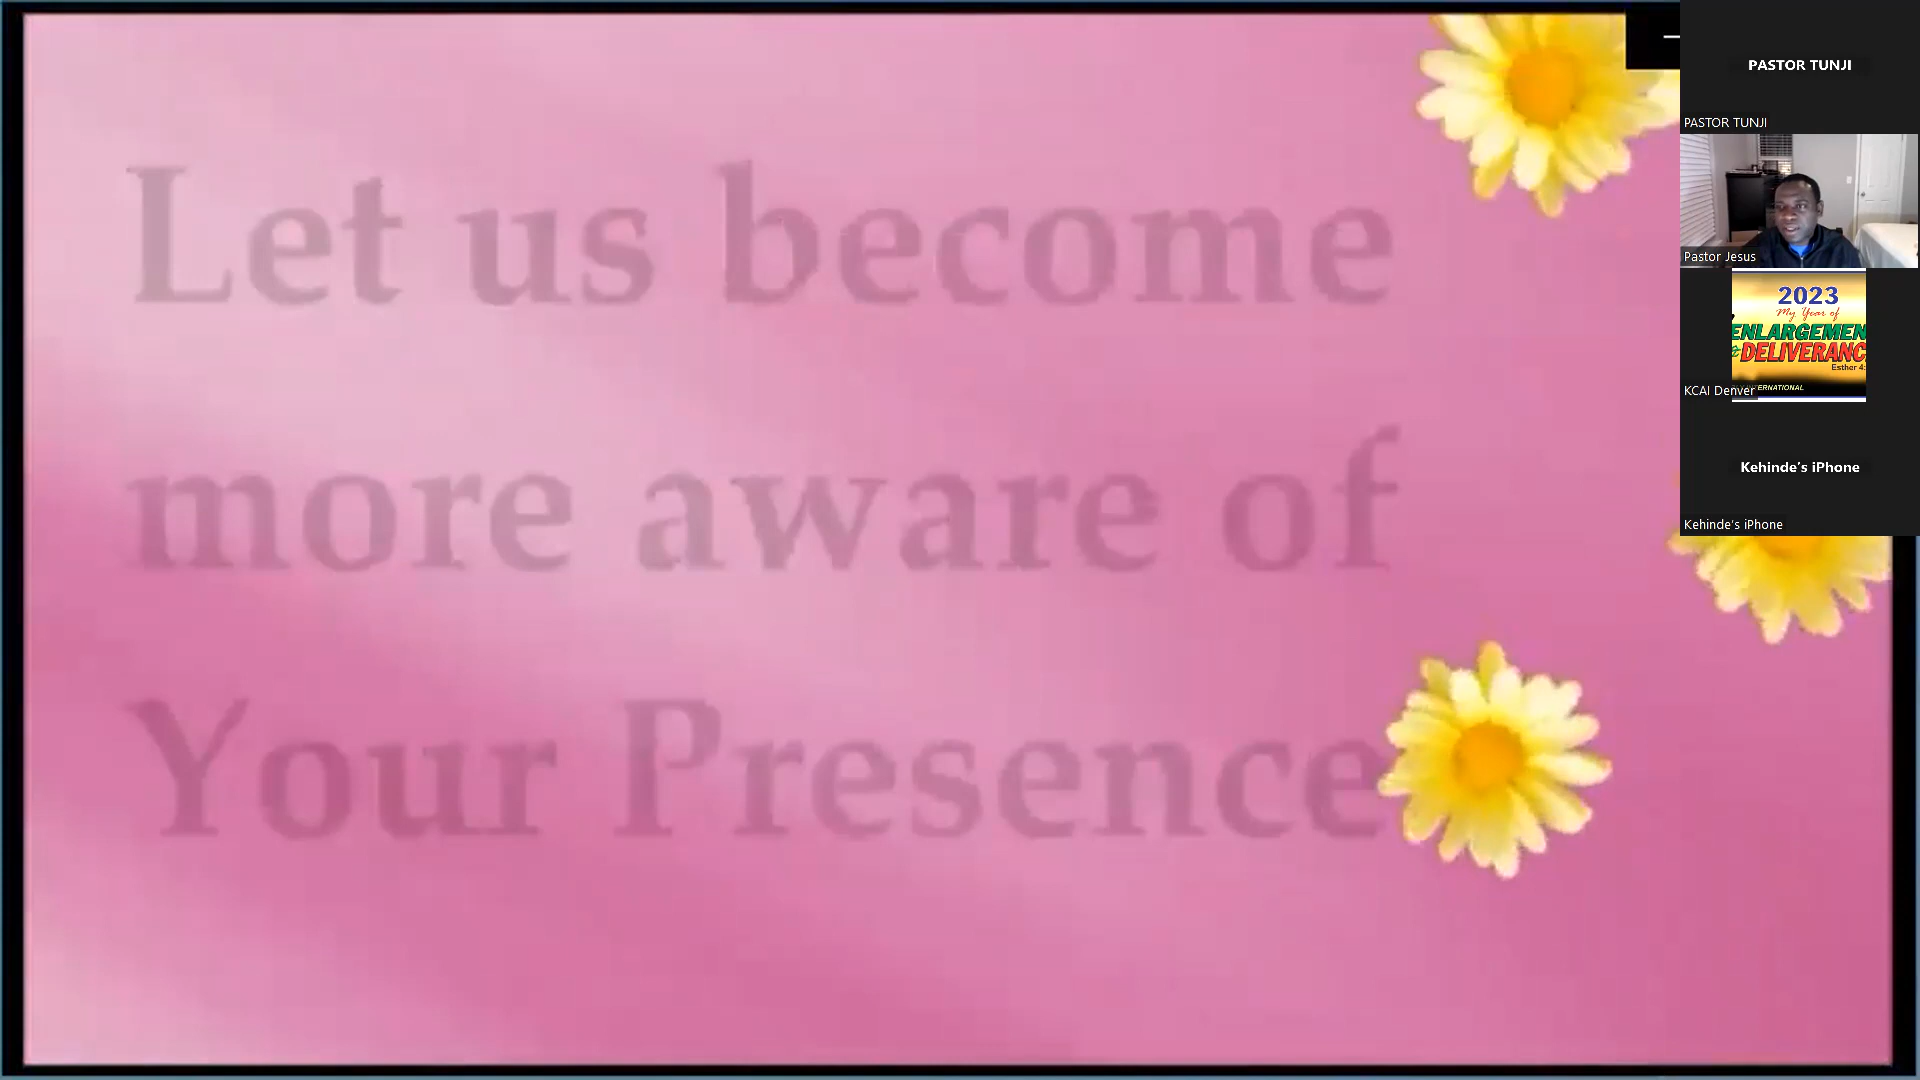 Let us become
more aware of
Your Presence
PASTOR TUNJI
PASTOR TUNJI
Pastor Jesus
2023
My Year of
ENLARGEMEN
& DELIVERANC
Esther 4:
ERNATIONAL
KCAI Denver
Kehinde's iPhone
Kehinde's iPhone